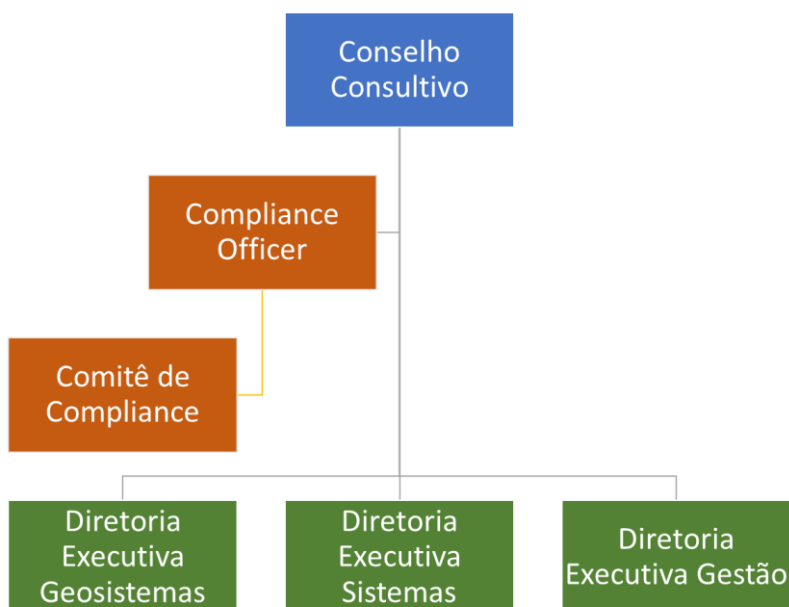 Conselho
Consultivo
Compliance
Officer
Comitê de
Compliance
Diretoria
Executiva
Geosistemas
Diretoria
Executiva
Sistemas
Diretoria
Executiva Gestão